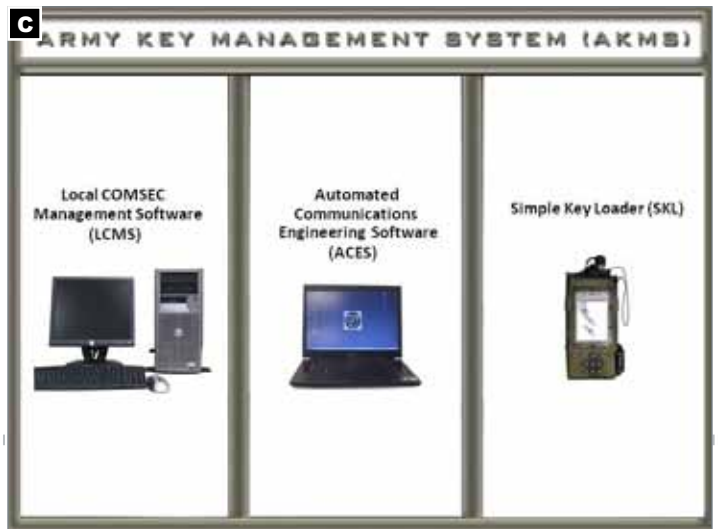 C
ARMY KEY MANAGEMENT SYSTEM (AKMS)
Local COMSEC
Management Software
(LCMS)
Automated
Communications
Engineering Software
(ACES)
Simple Key Loader (SKL)
hp